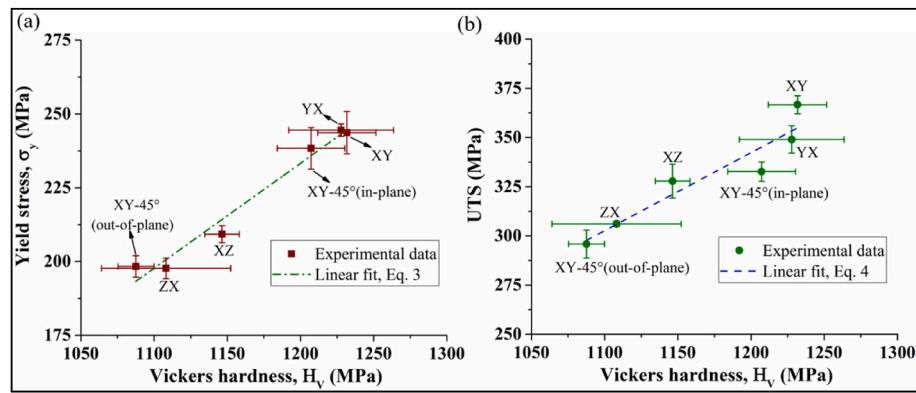 (a)
Yield stress, σy (MPa)
275
250
225
200
175
1050
1100
1150
1200
1250
1300
Vickers hardness, HV (MPa)
YX
XY
XY-45°(in-plane)
XY-45°
(out-of-plane)
XZ
ZX
Experimental data
Linear fit, Eq. 3
(b)
UTS (MPa)
400
375
350
325
300
275
250
1050
1100
1150
1200
1250
1300
Vickers hardness, HV (MPa)
XY
YX
XZ
XY-45°(in-plane)
ZX
XY-45°(out-of-plane)
Experimental data
Linear fit, Eq. 4